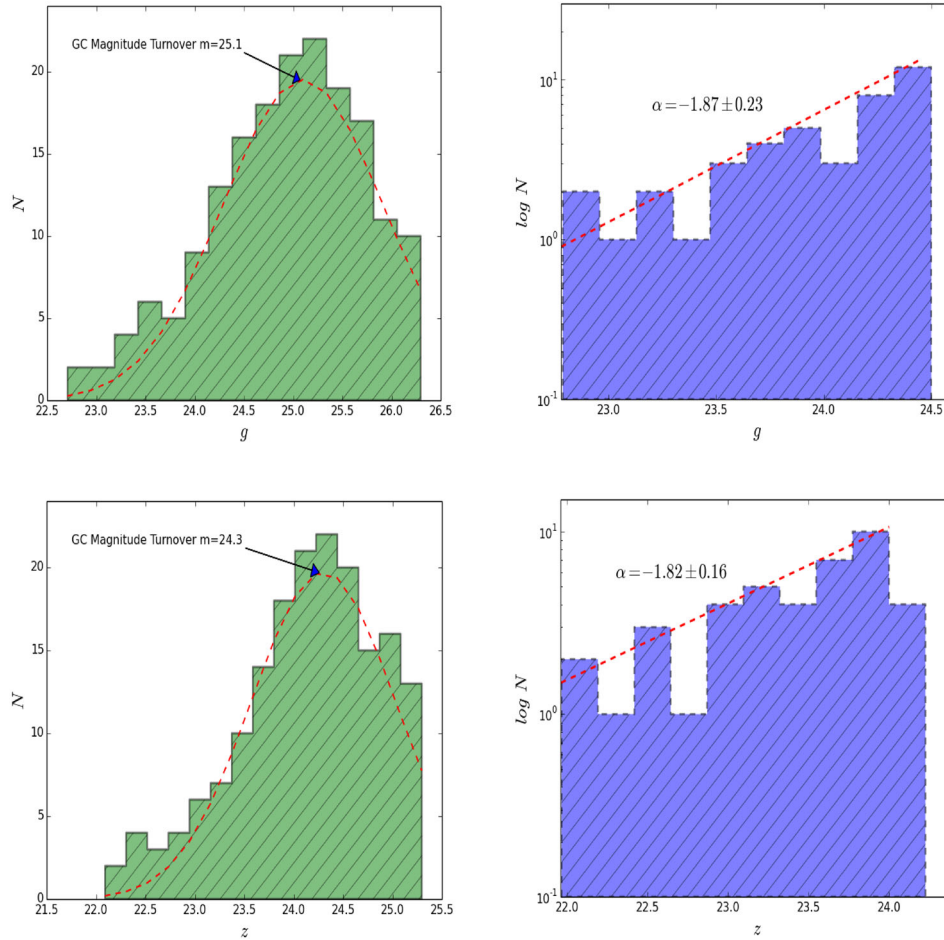 GC Magnitude Turnover m=25.1
N
20
15
10
5
0
22.5 23.0 23.5 24.0 24.5 25.0 25.5 26.0 26.5
g
α=−1.87±0.23
log N
10^1
10^0
10^-1
23.0 23.5 24.0 24.5
g
GC Magnitude Turnover m=24.3
N
20
15
10
5
0
21.5 22.0 22.5 23.0 23.5 24.0 24.5 25.0 25.5
z
α=−1.82±0.16
log N
10^1
10^0
10^-1
22.0 22.5 23.0 23.5 24.0
z